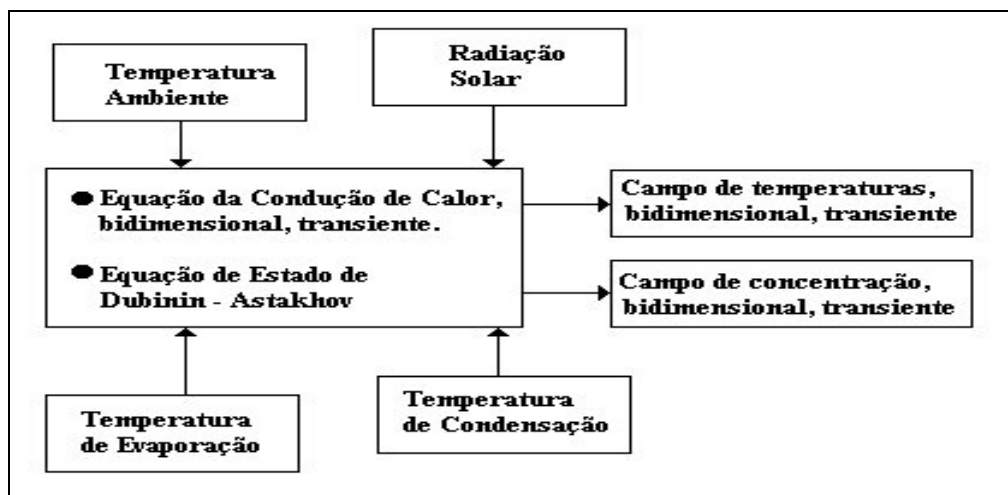 Temperatura
Ambiente
Radiação
Solar
● Equação da Condução de Calor,
bidimensional, transiente.
● Equação de Estado de
Dubinin - Astakhov
Campo de temperaturas,
bidimensional, transiente
Campo de concentração,
bidimensional, transiente
Temperatura
de Evaporação
Temperatura
de Condensação